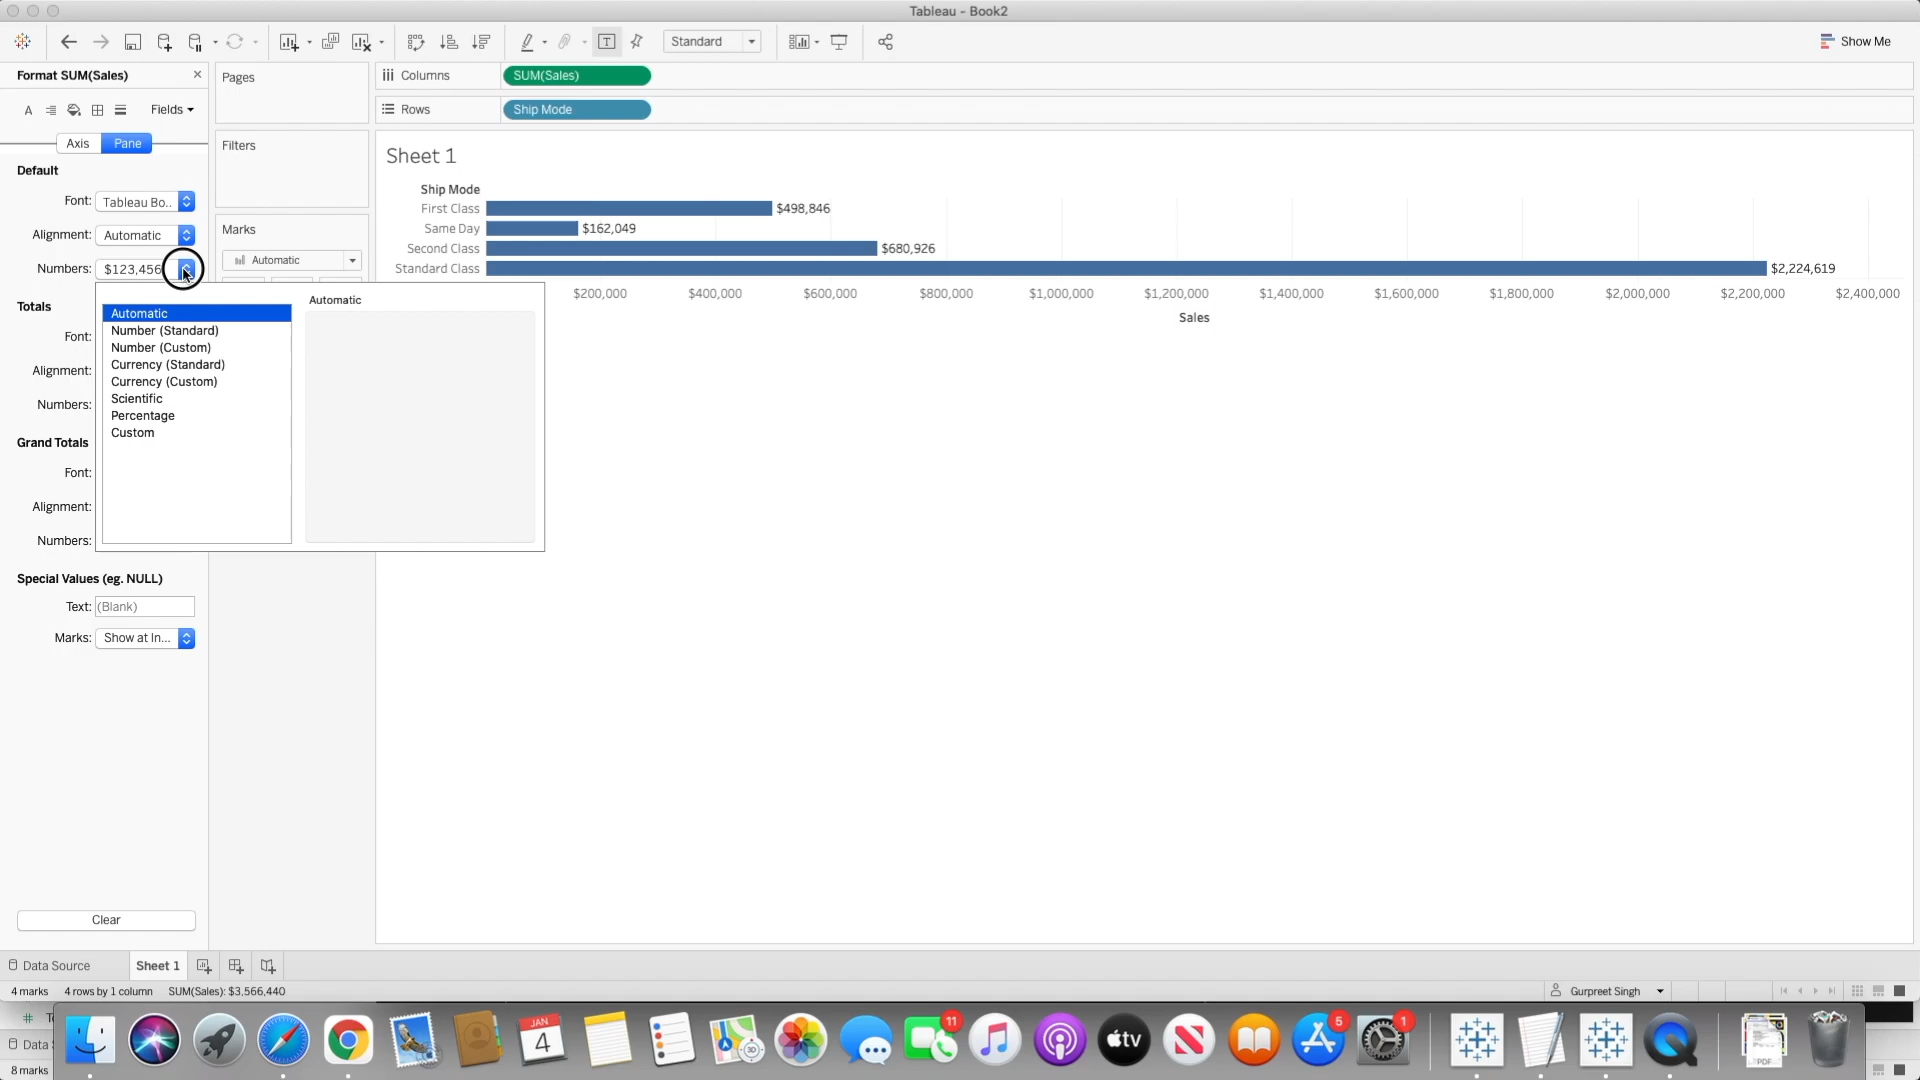 Tableau - Book2
Standard
Show Me
Format SUM(Sales)
Fields
Axis
Pane
Default
Font: Tableau Bo..
Alignment: Automatic
Numbers: $123,456
Totals
Font:
Alignment:
Numbers:
Grand Totals
Font:
Alignment:
Numbers:
Special Values (eg. NULL)
Text: (Blank)
Marks: Show at In...
Clear
Automatic
Number (Standard)
Number (Custom)
Currency (Standard)
Currency (Custom)
Scientific
Percentage
Custom
Automatic
Pages
Filters
Marks
Automatic
Columns
SUM(Sales)
Rows
Ship Mode
Sheet 1
Ship Mode
First Class $498,846
Same Day $162,049
Second Class $680,926
Standard Class $2,224,619
$200,000 $400,000 $600,000 $800,000 $1,000,000 $1,200,000 $1,400,000 $1,600,000 $1,800,000 $2,000,000 $2,200,000 $2,400,000
Sales
Data Source
Sheet 1
4 marks 4 rows by 1 column SUM(Sales): $3,566,440
Gurpreet Singh
JAN
4
11
tv
5
1
PDF
8 marks